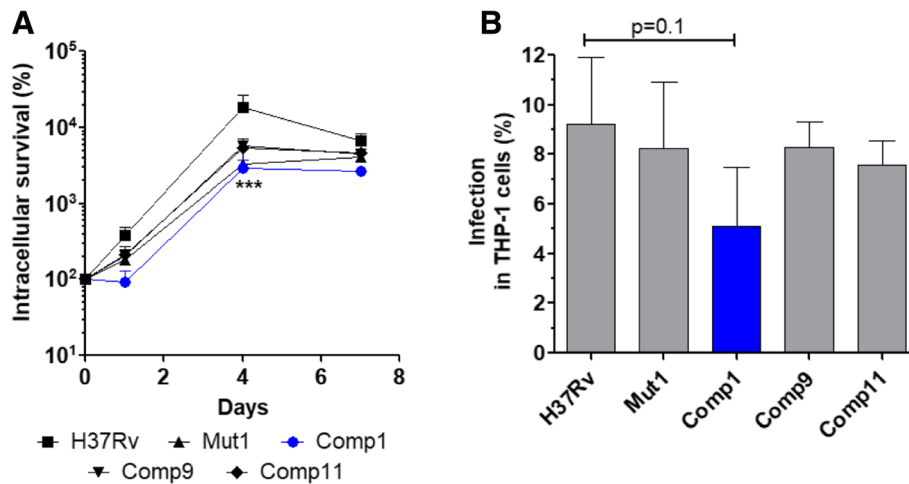 A
Intracellular survival (%)
10^5
10^4
10^3
10^2
10^1
***
0 2 4 6 8
Days
H37Rv Mut1 Comp1
Comp9 Comp11
B
p=0.1
Infection
in THP-1 cells (%)
12
10
8
6
4
2
0
H37Rv Mut1 Comp1 Comp9 Comp11